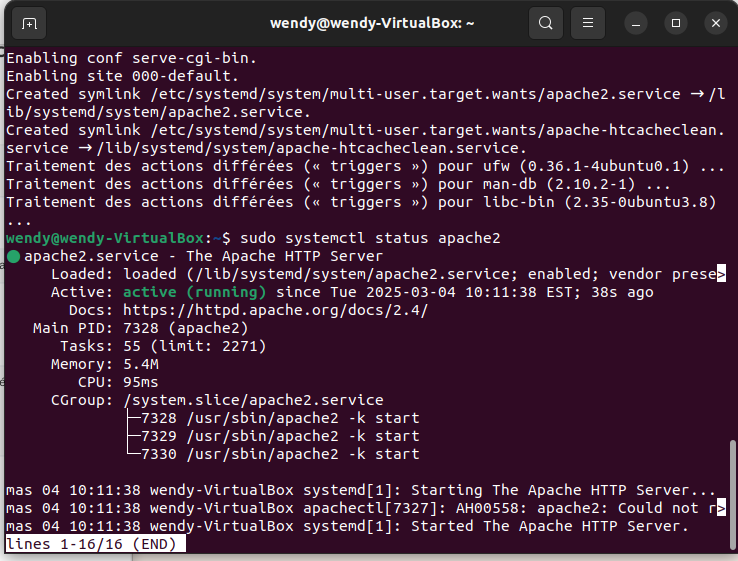 wendy@wendy-VirtualBox: ~
Enabling conf serve-cgi-bin.
Enabling site 000-default.
Created symlink /etc/systemd/system/multi-user.target.wants/apache2.service → /l
ib/systemd/system/apache2.service.
Created symlink /etc/systemd/system/multi-user.target.wants/apache-htcacheclean.
service → /lib/systemd/system/apache-htcacheclean.service.
Traitement des actions différées (« triggers ») pour ufw (0.36.1-4ubuntu0.1) ...
Traitement des actions différées (« triggers ») pour man-db (2.10.2-1) ...
Traitement des actions différées (« triggers ») pour libc-bin (2.35-0ubuntu3.8)
...
wendy@wendy-VirtualBox:~$ sudo systemctl status apache2
● apache2.service - The Apache HTTP Server
     Loaded: loaded (/lib/systemd/system/apache2.service; enabled; vendor prese>
     Active: active (running) since Tue 2025-03-04 10:11:38 EST; 38s ago
       Docs: https://httpd.apache.org/docs/2.4/
   Main PID: 7328 (apache2)
      Tasks: 55 (limit: 2271)
     Memory: 5.4M
        CPU: 95ms
     CGroup: /system.slice/apache2.service
             ├─7328 /usr/sbin/apache2 -k start
             ├─7329 /usr/sbin/apache2 -k start
             └─7330 /usr/sbin/apache2 -k start
mas 04 10:11:38 wendy-VirtualBox systemd[1]: Starting The Apache HTTP Server...
mas 04 10:11:38 wendy-VirtualBox apachectl[7327]: AH00558: apache2: Could not r>
mas 04 10:11:38 wendy-VirtualBox systemd[1]: Started The Apache HTTP Server.
lines 1-16/16 (END)